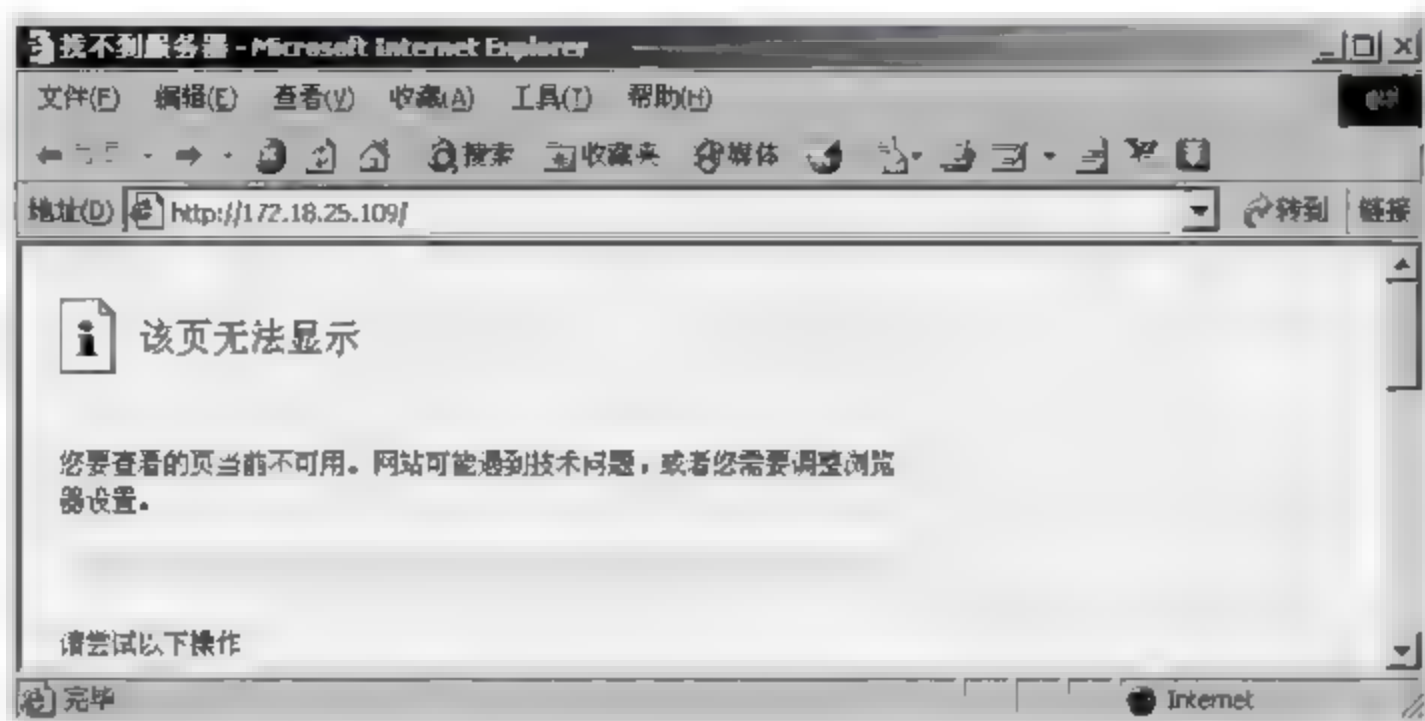 找不到服务器 - Microsoft Internet Explorer
文件(F) 编辑(E) 查看(V) 收藏(A) 工具(T) 帮助(H)
搜索 收藏夹 媒体
地址(D) http://172.18.25.109/ 转到 链接
该页无法显示
您要查看的页当前不可用。网站可能遇到技术问题，或者您需要调整浏览
器设置。
请尝试以下操作
完毕 Internet